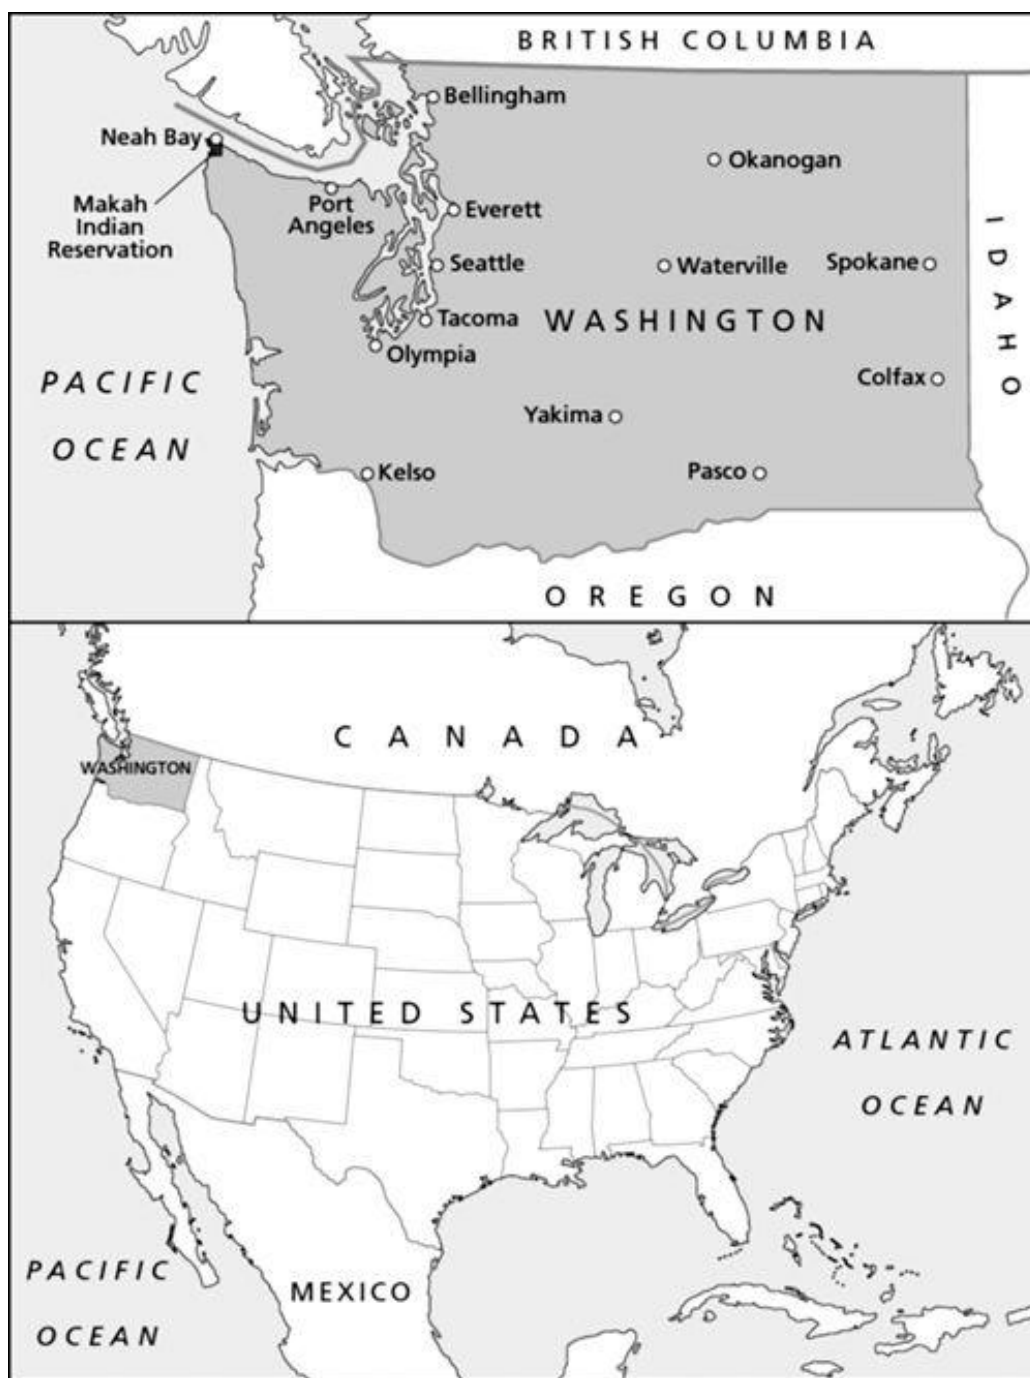 BRITISH COLUMBIA
Bellingham
Neah Bay
Okanogan
Makah
Indian
Reservation
Port
Angeles
Everett
IDAHO
Seattle
Waterville
Spokane
Tacoma
WASHINGTON
Olympia
PACIFIC
OCEAN
Colfax
Yakima
Kelso
Pasco
OREGON
CANADA
WASHINGTON
UNITED STATES
ATLANTIC
OCEAN
PACIFIC
OCEAN
MEXICO